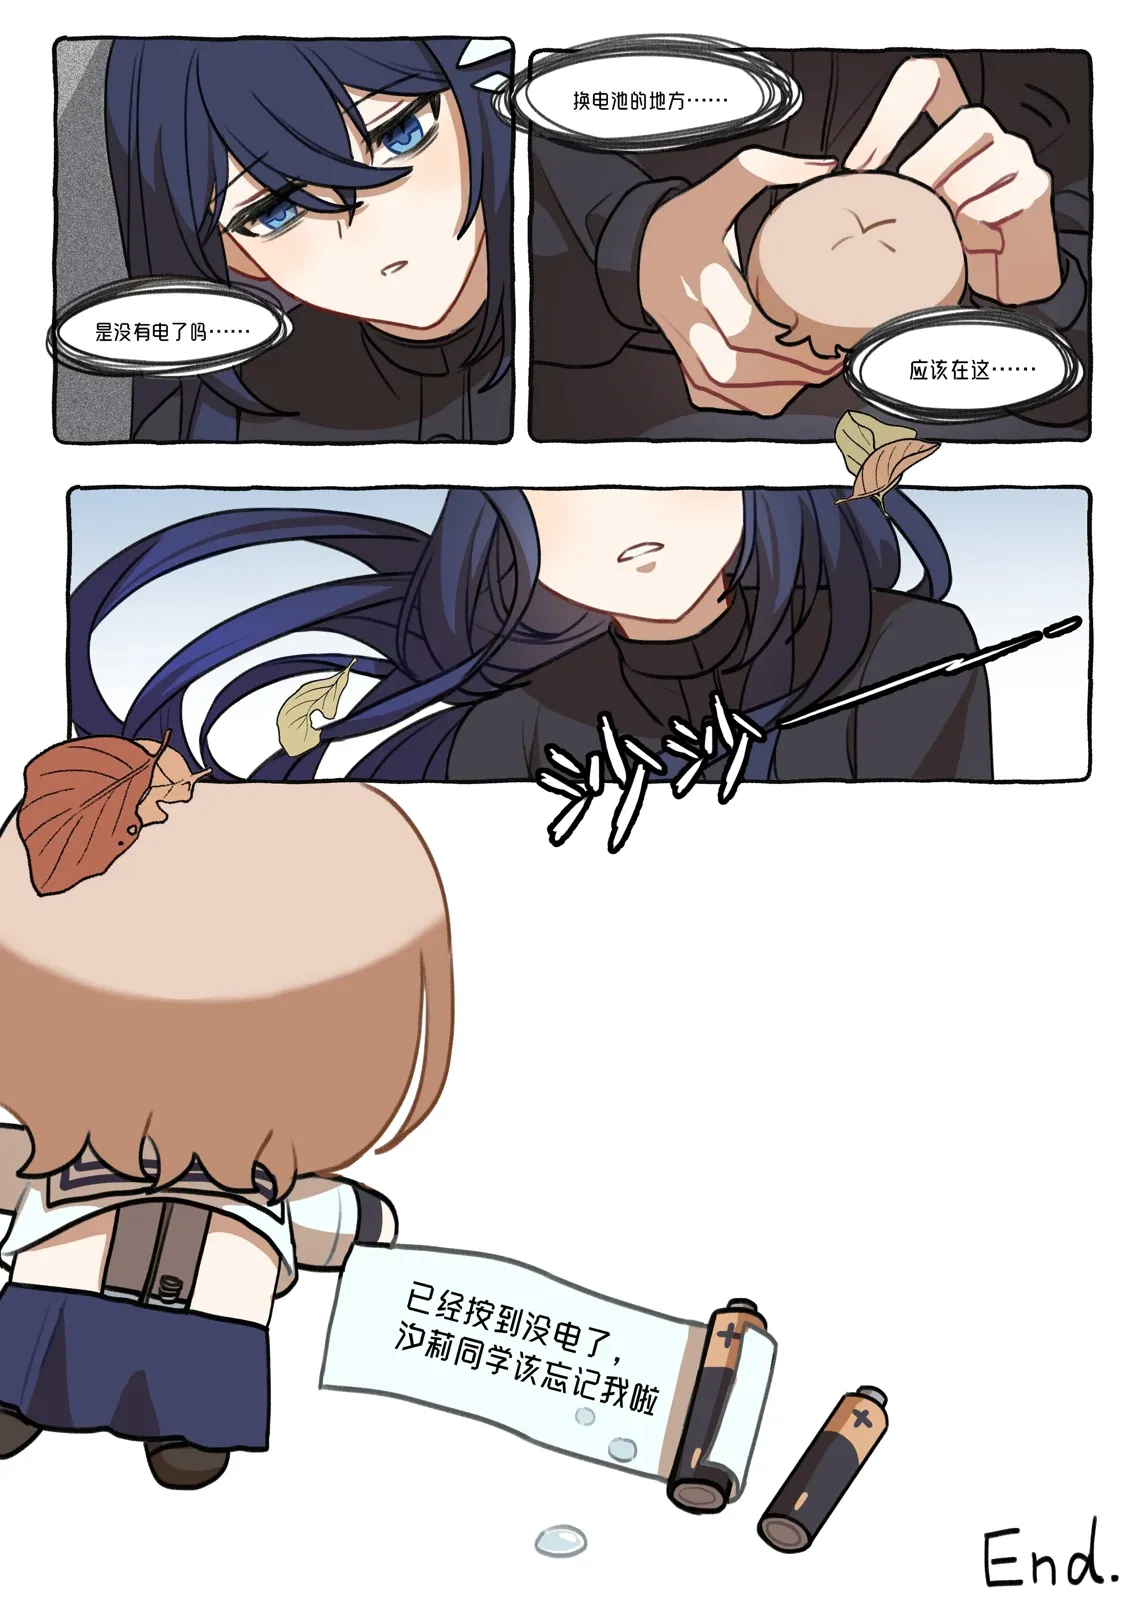 是没有电了吗……
换电池的地方……
应该在这……
沙沙
已经按到没电了，
汐莉同学该忘记我啦
End.